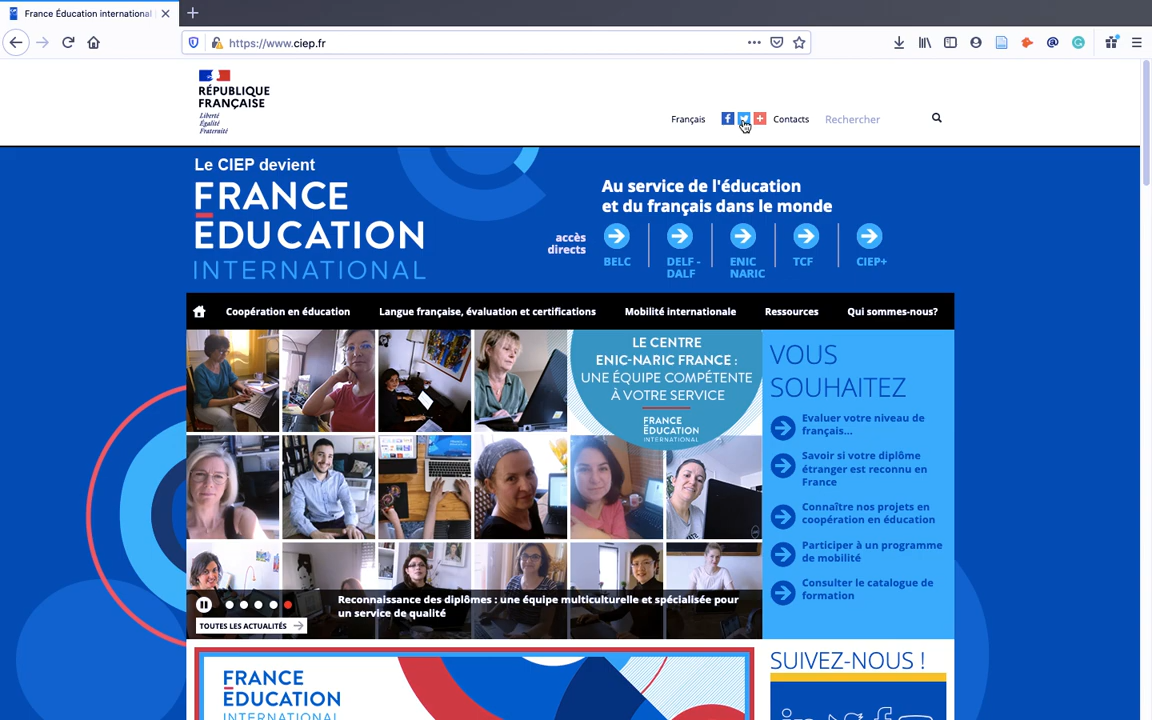 France Éducation international
https://www.ciep.fr
RÉPUBLIQUE
FRANÇAISE
Liberté
Égalité
Fraternité
Français
Contacts
Rechercher
Le CIEP devient
FRANCE
EDUCATION
INTERNATIONAL
Au service de l'éducation
et du français dans le monde
accès
directs
BELC
DELF -
DALF
ENIC
NARIC
TCF
CIEP+
Coopération en éducation
Langue française, évaluation et certifications
Mobilité internationale
Ressources
Qui sommes-nous?
LE CENTRE
ENIC-NARIC FRANCE :
UNE ÉQUIPE COMPÉTENTE
À VOTRE SERVICE
FRANCE
EDUCATION
INTERNATIONAL
VOUS
SOUHAITEZ
Evaluer votre niveau de
français...
Savoir si votre diplôme
étranger est reconnu en
France
Connaître nos projets en
coopération en éducation
Participer à un programme
de mobilité
Consulter le catalogue de
formation
Reconnaissance des diplômes : une équipe multiculturelle et spécialisée pour
un service de qualité
TOUTES LES ACTUALITÉS
FRANCE
EDUCATION
INTERNATIONAL
SUIVEZ-NOUS !